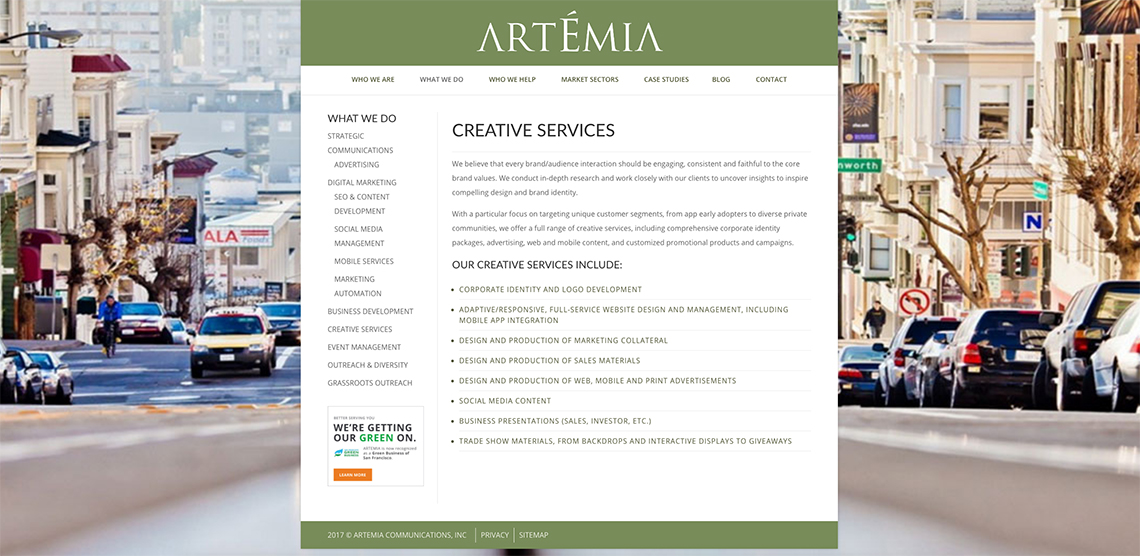 ARTÉMIA
WHO WE ARE
WHAT WE DO
WHO WE HELP
MARKET SECTORS
CASE STUDIES
BLOG
CONTACT
WHAT WE DO
STRATEGIC
COMMUNICATIONS
ADVERTISING
DIGITAL MARKETING
SEO & CONTENT
DEVELOPMENT
SOCIAL MEDIA
MANAGEMENT
MOBILE SERVICES
MARKETING
AUTOMATION
BUSINESS DEVELOPMENT
CREATIVE SERVICES
EVENT MANAGEMENT
OUTREACH & DIVERSITY
GRASSROOTS OUTREACH
BETTER SERVING YOU
WE'RE GETTING
OUR GREEN ON.
GREEN
BUSINESS
ARTEMIA is now recognized
as a Green Business of
San Francisco
LEARN MORE
CREATIVE SERVICES
We believe that every brand/audience interaction should be engaging, consistent and faithful to the core
brand values. We conduct in-depth research and work closely with our clients to uncover insights to inspire
compelling design and brand identity.
With a particular focus on targeting unique customer segments, from app early adopters to diverse private
communities, we offer a full range of creative services, including comprehensive corporate identity
packages, advertising, web and mobile content, and customized promotional products and campaigns.
OUR CREATIVE SERVICES INCLUDE:
• CORPORATE IDENTITY AND LOGO DEVELOPMENT
• ADAPTIVE/RESPONSIVE, FULL-SERVICE WEBSITE DESIGN AND MANAGEMENT, INCLUDING
MOBILE APP INTEGRATION
• DESIGN AND PRODUCTION OF MARKETING COLLATERAL
• DESIGN AND PRODUCTION OF SALES MATERIALS
• DESIGN AND PRODUCTION OF WEB, MOBILE AND PRINT ADVERTISEMENTS
• SOCIAL MEDIA CONTENT
• BUSINESS PRESENTATIONS (SALES, INVESTOR, ETC.)
• TRADE SHOW MATERIALS, FROM BACKDROPS AND INTERACTIVE DISPLAYS TO GIVEAWAYS
ALA
Foods
nworth
N
2017 © ARTEMIA COMMUNICATIONS, INC
PRIVACY
SITEMAP